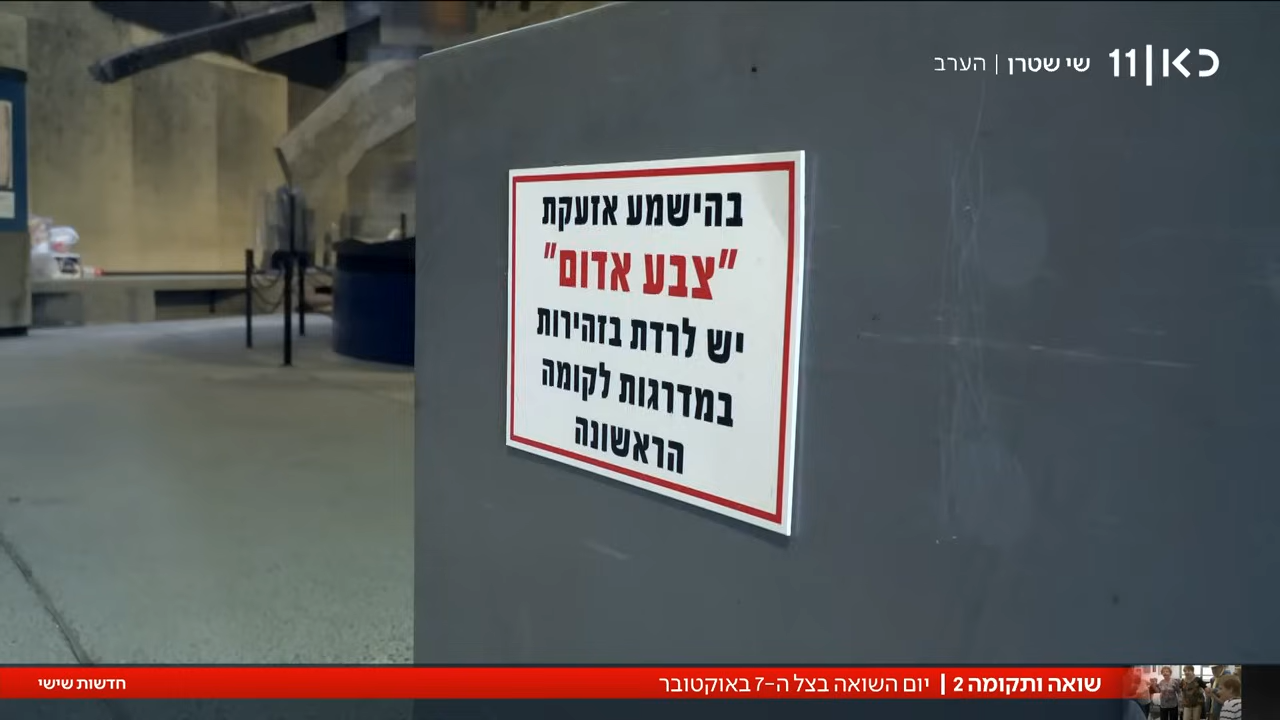 כאן 11
שי שטרן | הערב
בהישמע אזעקת
"צבע אדום"
יש לרדת בזהירות
במדרגות לקומה
הראשונה
שואה ותקומה 2 | יום השואה בצל ה-7 באוקטובר
חדשות שישי